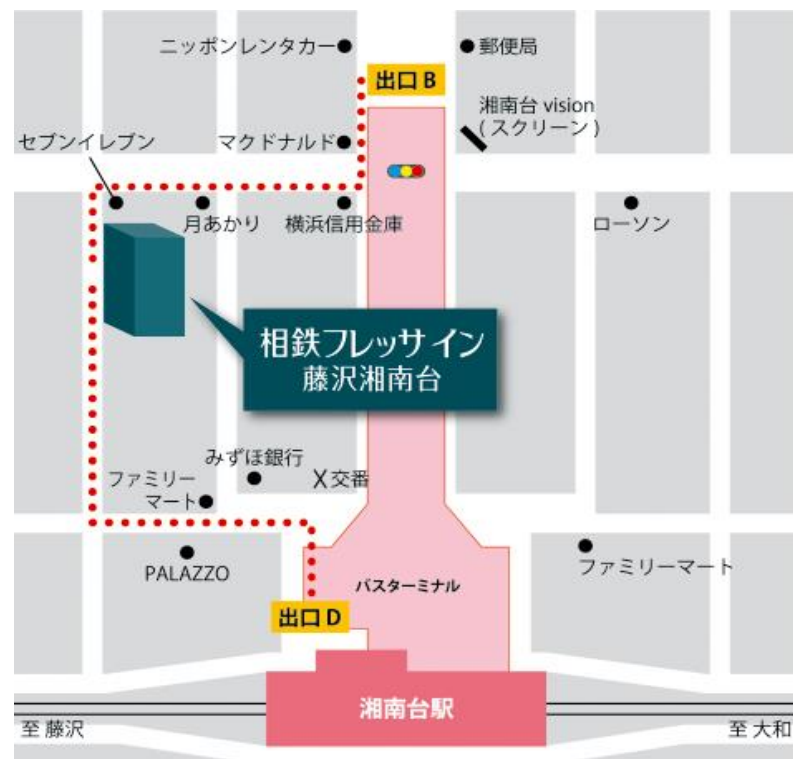 ニッポンレンタカー
郵便局
出口 B
湘南台 vision
(スクリーン)
セブンイレブン
マクドナルド
月あかり
横浜信用金庫
ローソン
相鉄フレッサイン
藤沢湘南台
みずほ銀行
X交番
ファミリー
マート
PALAZZO
バスターミナル
ファミリーマート
出口 D
湘南台駅
至 藤沢
至 大和